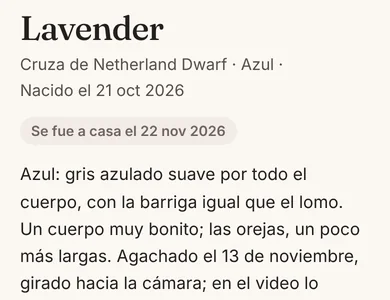 Lavender
Cruza de Netherland Dwarf · Azul ·
Nacido el 21 oct 2026
Se fue a casa el 22 nov 2026
Azul: gris azulado suave por todo el
cuerpo, con la barriga igual que el lomo.
Un cuerpo muy bonito; las orejas, un poco
más largas. Agachado el 13 de noviembre,
girado hacia la cámara; en el video lo